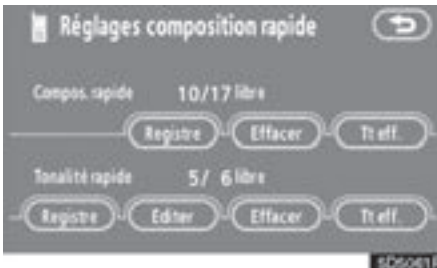 Réglages composition rapide
Compos. rapide 10/17 libre
Registre Effacer Tt eff.
Tonalité rapide 5/ 6 libre
Registre Éditer Effacer Tt eff.
SD5061